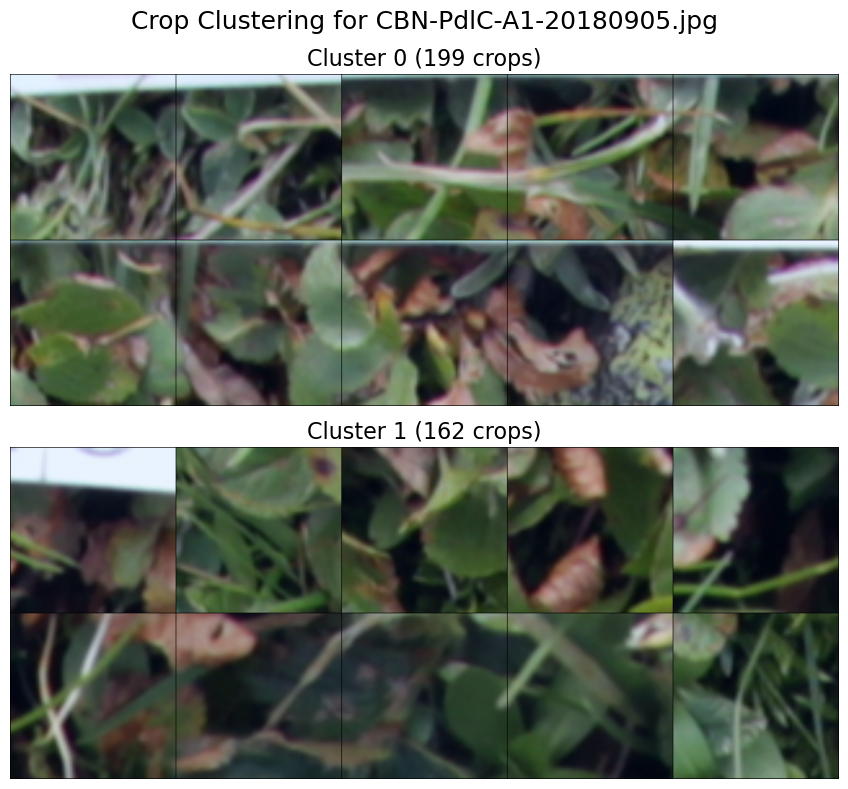 Crop Clustering for CBN-PdlC-A1-20180905.jpg
Cluster 0 (199 crops)
Cluster 1 (162 crops)